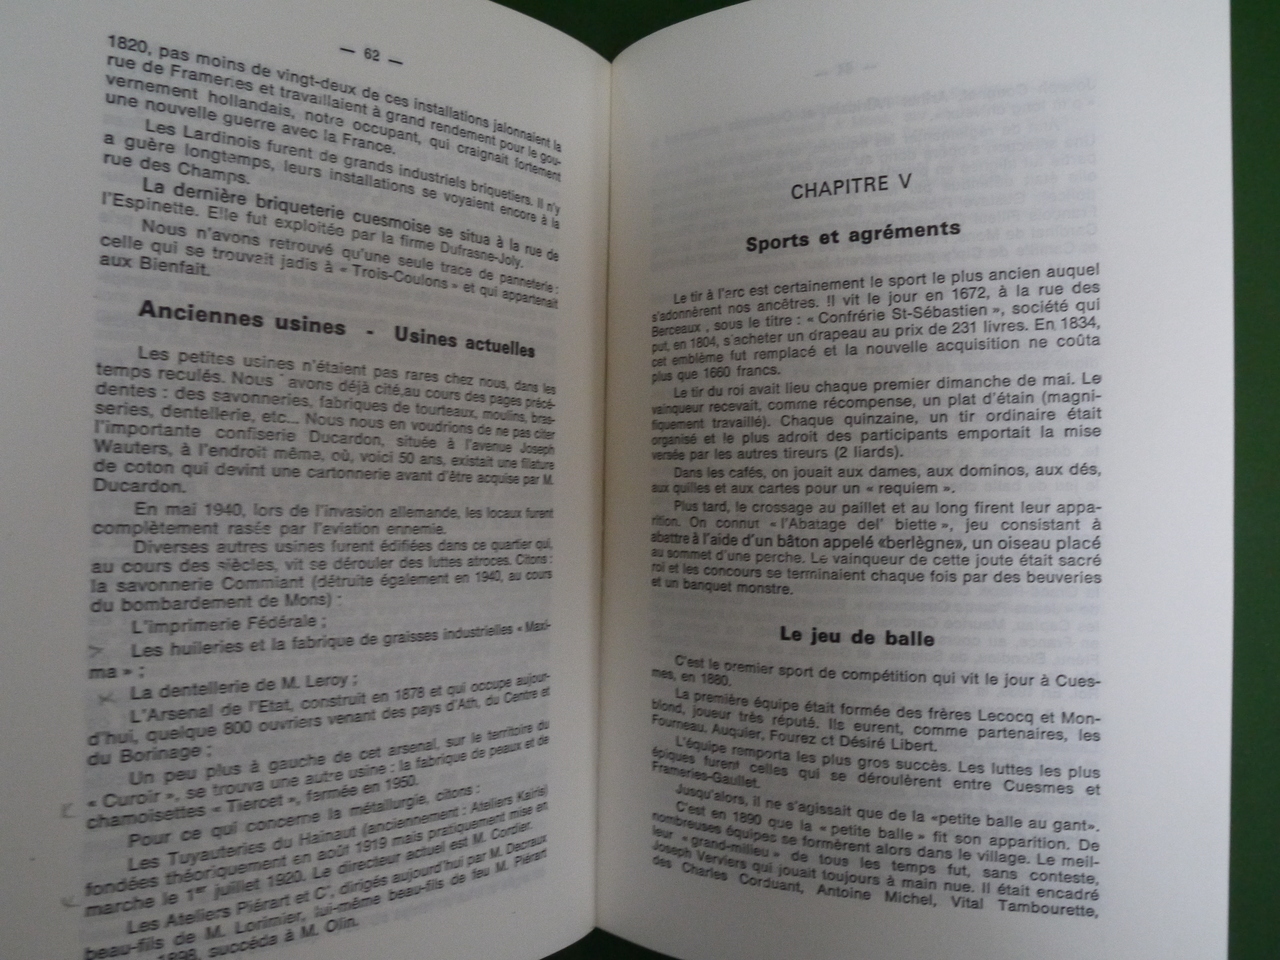 — 62 —
1820, pas moins de vingt-deux de ces installations jalonnaient la
rue de Frameries et travaillaient à grand rendement pour le gou-
vernement hollandais, notre occupant, qui craignait fortement
une nouvelle guerre avec la France.
Les Lardinois furent de grands industriels briquetiers. Il n'y
a guère longtemps, leurs installations se voyaient encore à la
rue des Champs.
La dernière briqueterie cuesmoise se situa à la rue de
l'Espinette. Elle fut exploitée par la firme Dufrasne-Joly.
Nous n'avons retrouvé qu'une seule trace de panneterie :
celle qui se trouvait jadis à « Trois-Coulons » et qui appartenait
aux Bienfait.
Anciennes usines - Usines actuelles
Les petites usines n'étaient pas rares chez nous, dans les
temps reculés. Nous avons déjà cité,au cours des pages précé-
dentes : des savonneries, fabriques de tourteaux, moulins, bras-
series, dentellerie, etc... Nous nous en voudrions de ne pas citer
l'importante confiserie Ducardon, située à l'avenue Joseph
Wauters, à l'endroit même, où, voici 50 ans, existait une filature
de coton qui devint une cartonnerie avant d'être acquise par M.
Ducardon.
En mai 1940, lors de l'invasion allemande, les locaux furent
complètement rasés par l'aviation ennemie.
Diverses autres usines furent édifiées dans ce quartier qui,
au cours des siècles, vit se dérouler des luttes atroces. Citons :
la savonnerie Commiant (détruite également en 1940, au cours
du bombardement de Mons) :
L'imprimerie Fédérale ;
Les huileries et la fabrique de graisses industrielles « Maxi-
ma » ;
La dentellerie de M. Leroy ;
L'Arsenal de l'Etat, construit en 1878 et qui occupe aujour-
d'hui, quelque 800 ouvriers venant des pays d'Ath, du Centre et
du Borinage ;
Un peu plus à gauche de cet arsenal, sur le territoire du
« Curoir », se trouva une autre usine : la fabrique de peaux et de
chamoisettes « Tiercet », fermée en 1950.
Pour ce qui concerne la métallurgie, citons :
Les Tuyauteries du Hainaut (anciennement : Ateliers Kairis)
fondées théoriquement en août 1919 mais pratiquement mise en
marche le 1er juillet 1920. Le directeur actuel est M. Cordier.
Les Ateliers Piérart et Cie, dirigés aujourd'hui par M. Decraux
beau-fils de M. Lorimier, lui-même beau-fils de feu M. Piérart
1898, succéda à M. Olin.
CHAPITRE V
Sports et agréments
Le tir à l'arc est certainement le sport le plus ancien auquel
s'adonnèrent nos ancêtres. Il vit le jour en 1672, à la rue des
Berceaux, sous le titre : « Confrérie St-Sébastien », société qui
put, en 1804, s'acheter un drapeau au prix de 231 livres. En 1834,
cet emblème fut remplacé et la nouvelle acquisition ne coûta
plus que 1660 francs.
Le tir du roi avait lieu chaque premier dimanche de mai. Le
vainqueur recevait, comme récompense, un plat d'étain (magni-
fiquement travaillé). Chaque quinzaine, un tir ordinaire était
organisé et le plus adroit des participants emportait la mise
versée par les autres tireurs (2 liards).
Dans les cafés, on jouait aux dames, aux dominos, aux dés,
aux quilles et aux cartes pour un « requiem ».
Plus tard, le crossage au paillet et au long firent leur appa-
rition. On connut « l'Abatage del' biette », jeu consistant à
abattre à l'aide d'un bâton appelé «berlègne», un oiseau placé
au sommet d'une perche. Le vainqueur de cette joute était sacré
roi et les concours se terminaient chaque fois par des beuveries
et un banquet monstre.
Le jeu de balle
C'est le premier sport de compétition qui vit le jour à Cues-
mes, en 1880.
La première équipe était formée des frères Lecocq et Mon-
blond, joueur très réputé. Ils eurent, comme partenaires, les
Fourneau, Auquier, Fourez et Désiré Libert.
L'équipe remporta les plus gros succès. Les luttes les plus
épiques furent celles qui se déroulèrent entre Cuesmes et
Frameries-Gaullet.
Jusqu'alors, il ne s'agissait que de la «petite balle au gant».
C'est en 1890 que la «petite balle» fit son apparition. De
nombreuses équipes se formèrent alors dans le village. Le meil-
leur « grand-milieu » de tous les temps fut, sans conteste,
Joseph Verviers qui jouait toujours à main nue. Il était encadré
des Charles Corduant, Antoine Michel, Vital Tambourette,